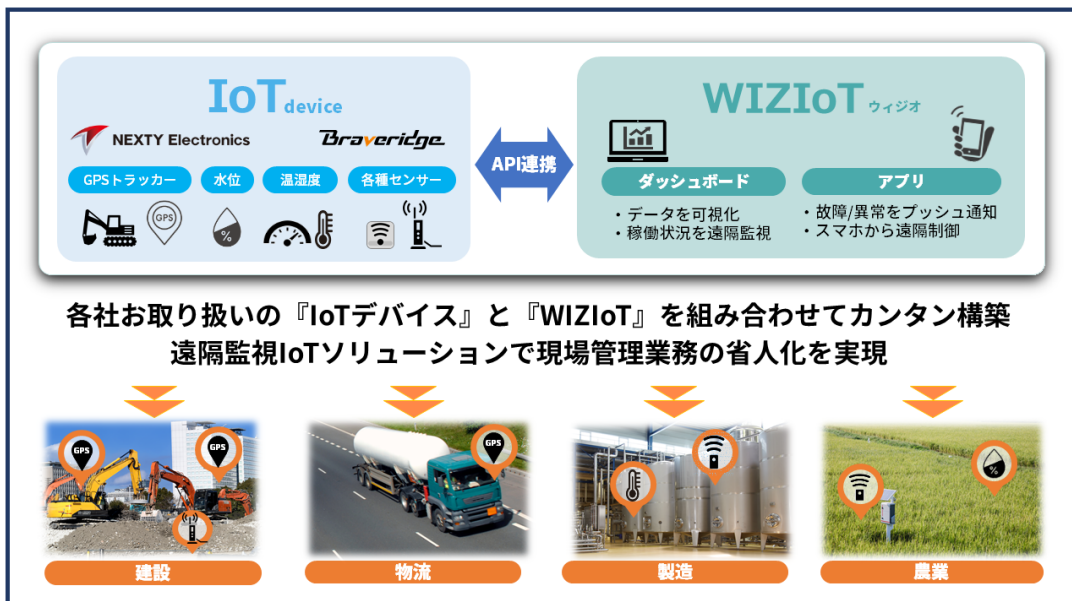 IoT device
NEXTY Electronics
Braveridge
GPSトラッカー
水位
温湿度
各種センサー
GPS
%
API連携
WIZIoT ウィジオ
ダッシュボード
・データを可視化
・稼働状況を遠隔監視
アプリ
・故障/異常をプッシュ通知
・スマホから遠隔制御
各社お取り扱いの『IoTデバイス』と『WIZIoT』を組み合わせてカンタン構築
遠隔監視IoTソリューションで現場管理業務の省人化を実現
GPS
GPS
建設
GPS
物流
製造
%
農業